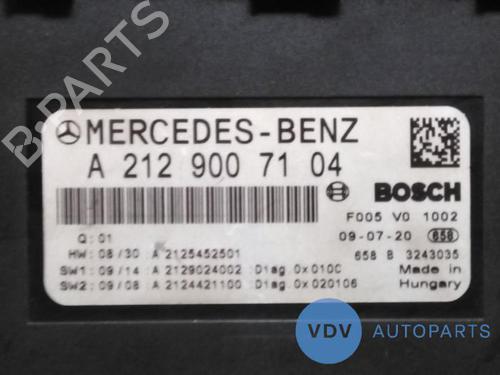 MERCEDES-BENZ
A 212 900 71 04
BOSCH
F005 V0 1002
Q: 01
09-07-20 658
HW: 08/30 A 2125452501
658 B 3243035
SW1: 09/14 A 2129024002 Diag.0x010C
Made in
SW2: 09/08 A 2124421100 Diag.0x020106
Hungary
B-PARTS
VDV AUTOPARTS